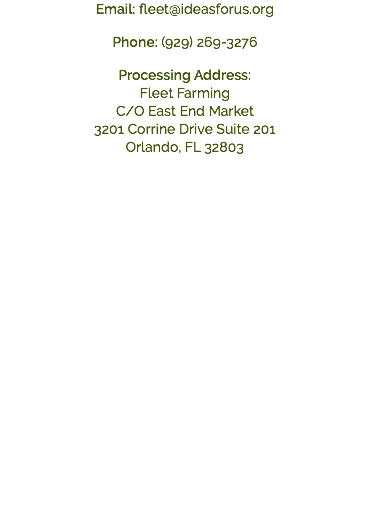 Email: fleet@ideasforus.org
Phone: (929) 269-3276
Processing Address:
Fleet Farming
C/O East End Market
3201 Corrine Drive Suite 201
Orlando, FL 32803